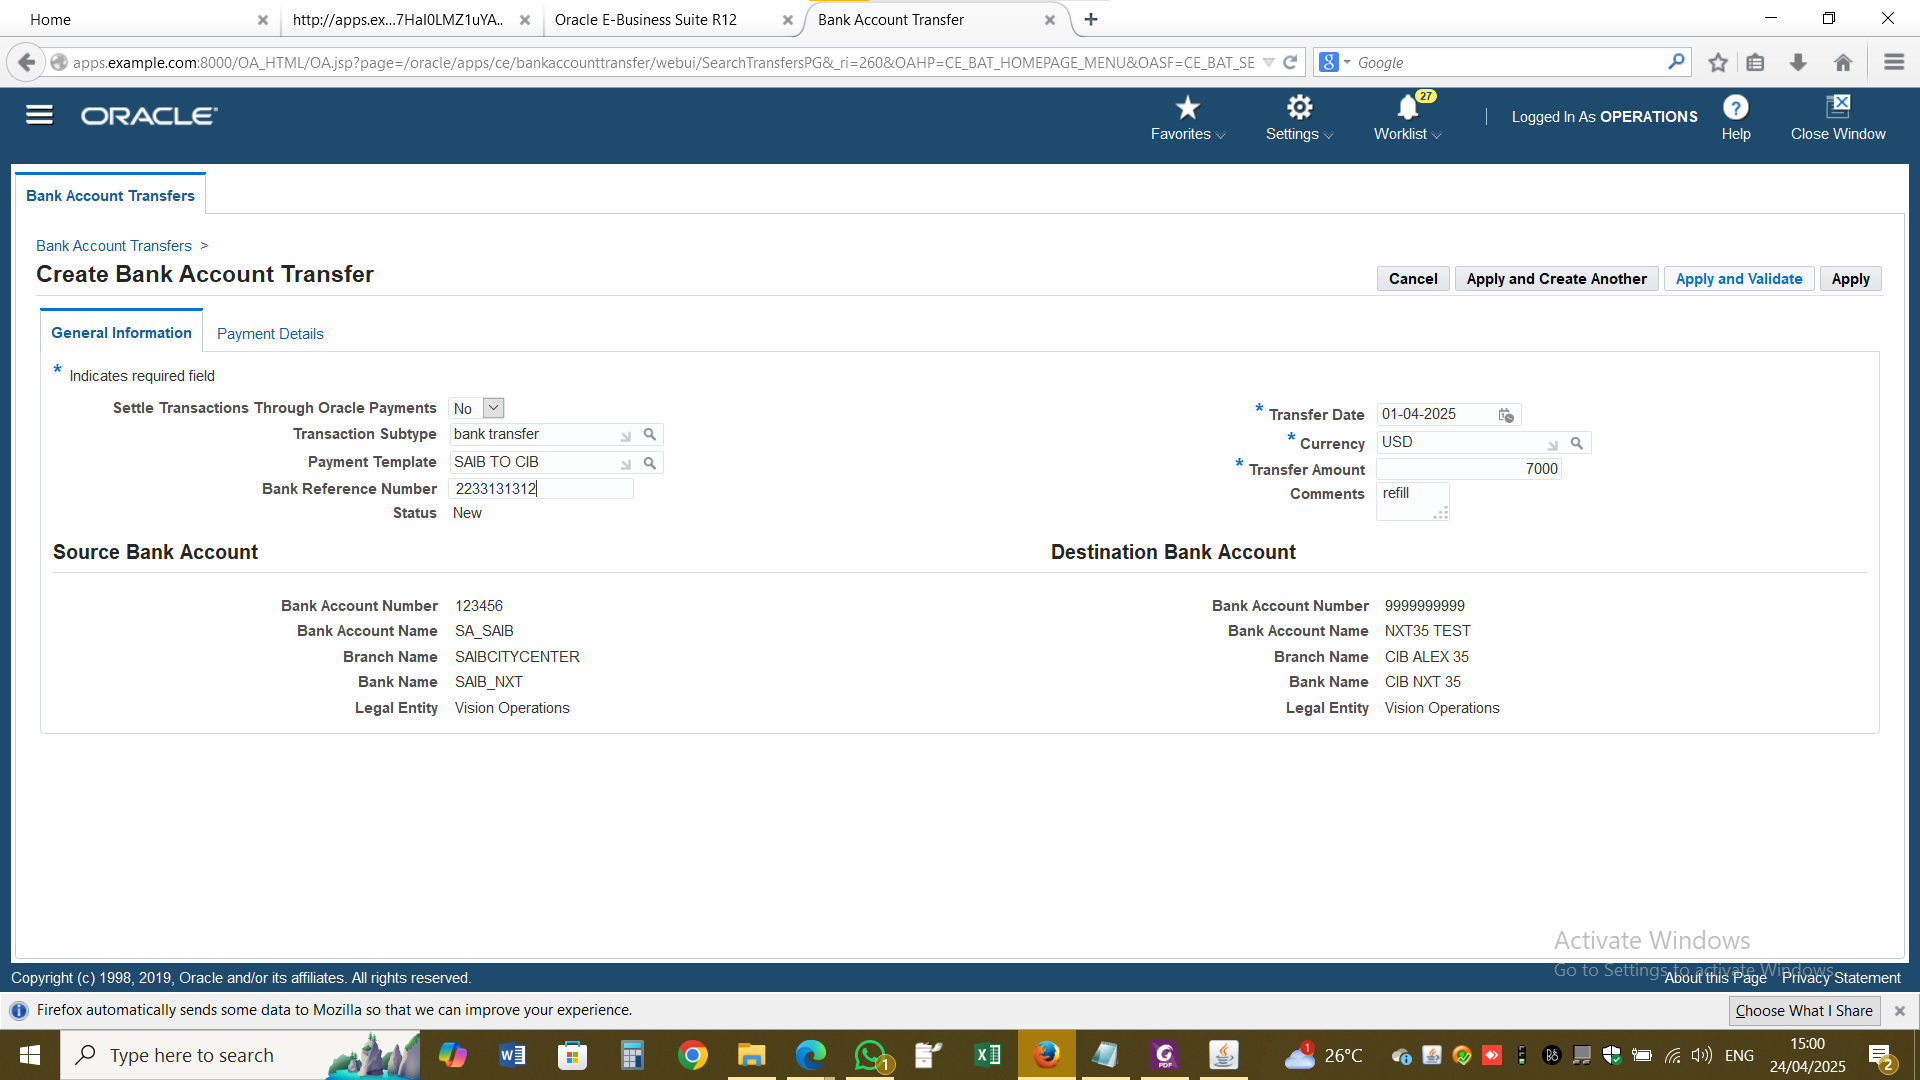 Home
http://apps.ex...7HaI0LMZ1uYA..
Oracle E-Business Suite R12
Bank Account Transfer
apps.example.com:8000/OA_HTML/OA.jsp?page=/oracle/apps/ce/bankaccounttransfer/webui/SearchTransfersPG&_ri=260&OAHP=CE_BAT_HOMEPAGE_MENU&OASF=CE_BAT_SE
8
Google
ORACLE
Favorites
Settings
27
Worklist
Logged In As OPERATIONS
Help
Close Window
Bank Account Transfers
Bank Account Transfers >
Create Bank Account Transfer
Cancel
Apply and Create Another
Apply and Validate
Apply
General Information
Payment Details
* Indicates required field
Settle Transactions Through Oracle Payments No
Transaction Subtype bank transfer
Payment Template SAIB TO CIB
Bank Reference Number 2233131312
Status New
* Transfer Date 01-04-2025
* Currency USD
* Transfer Amount 7000
Comments refill
Source Bank Account
Bank Account Number 123456
Bank Account Name SA_SAIB
Branch Name SAIBCITYCENTER
Bank Name SAIB_NXT
Legal Entity Vision Operations
Destination Bank Account
Bank Account Number 9999999999
Bank Account Name NXT35 TEST
Branch Name CIB ALEX 35
Bank Name CIB NXT 35
Legal Entity Vision Operations
Activate Windows
Go to Settings to activate Windows.
Copyright (c) 1998, 2019, Oracle and/or its affiliates. All rights reserved.
About this Page
Privacy Statement
Firefox automatically sends some data to Mozilla so that we can improve your experience.
Choose What I Share
Type here to search
1
PDF
1
26°C
ENG
15:00
24/04/2025
2